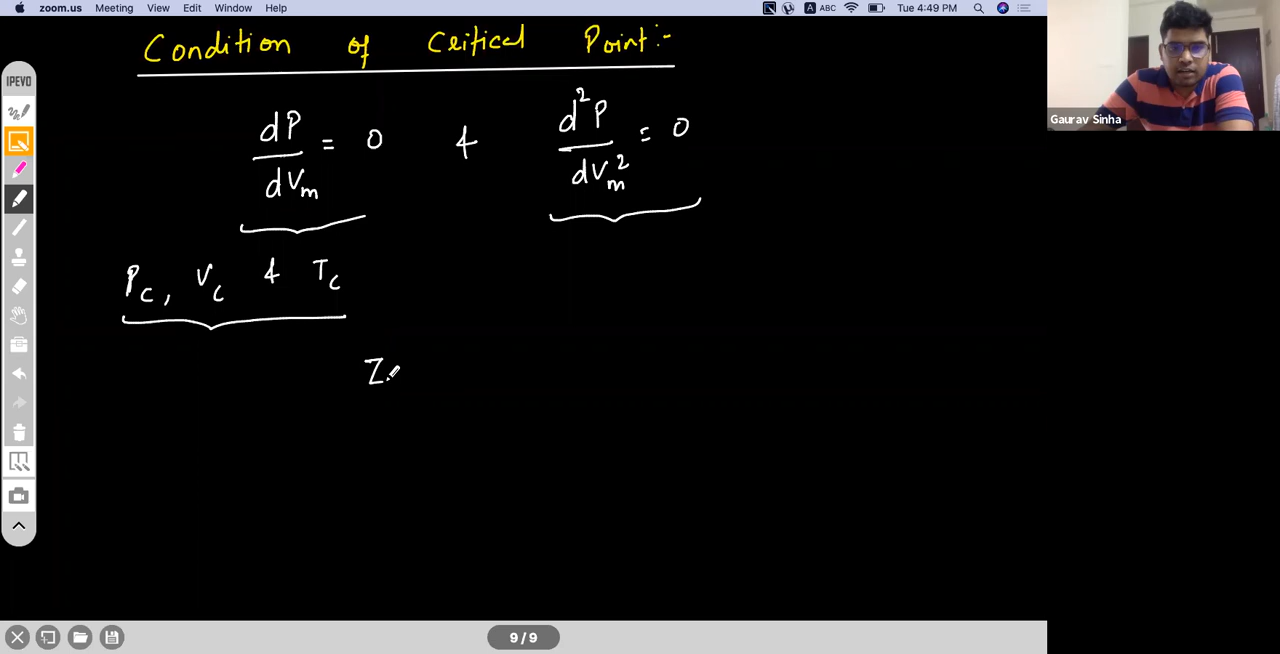 zoom.us Meeting View Edit Window Help
A ABC Tue 4:49 PM
Condition of Critical Point:-
dP/dVm = 0 & d²P/dVm² = 0
Pc, Vc & Tc
Z
IPEVO
Gaurav Sinha
9/9